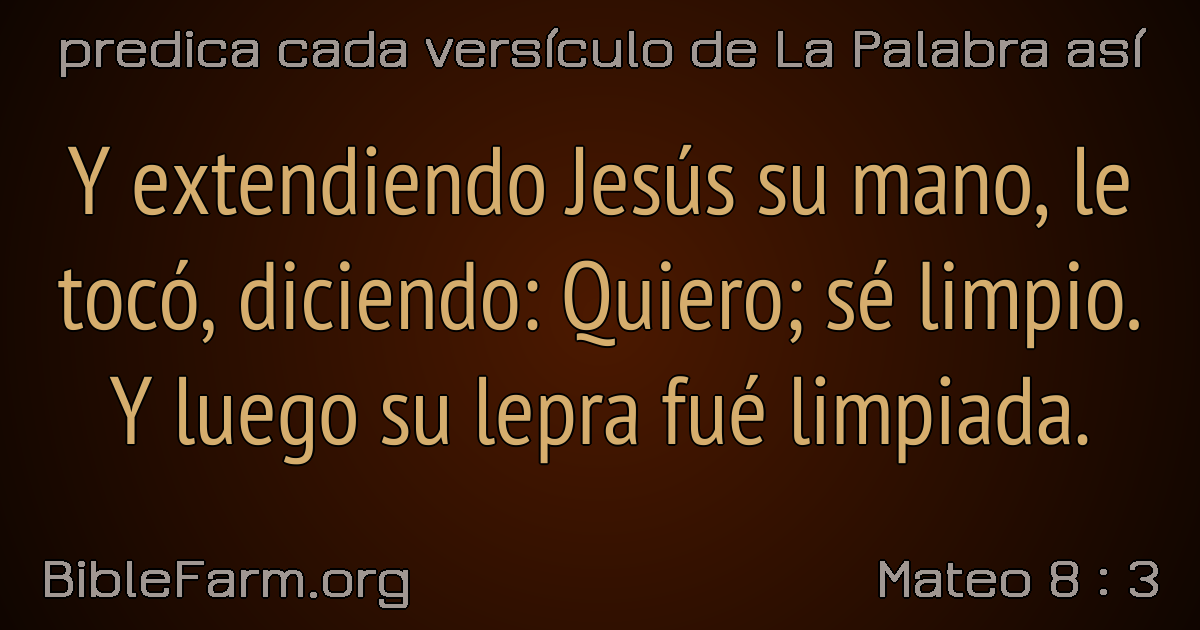 predica cada versículo de La Palabra así
Y extendiendo Jesús su mano, le
tocó, diciendo: Quiero; sé limpio.
Y luego su lepra fué limpiada.
BibleFarm.org
Mateo 8 : 3